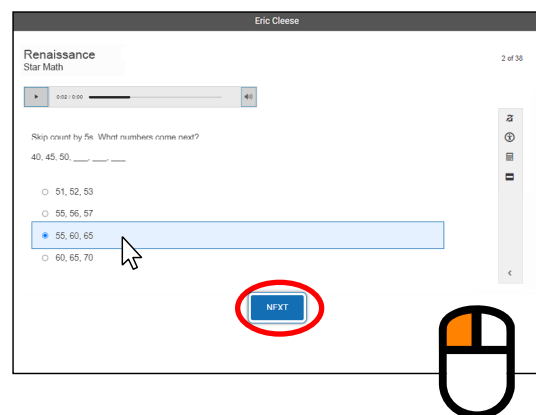 Eric Cleese
Renaissance
2 of 38
Star Math
0:02 / 0:00
Skip count by 5s. What numbers come next?
40, 45, 50, ___, ___, ___
51, 52, 53
55, 56, 57
55, 60, 65
60, 65, 70
NEXT